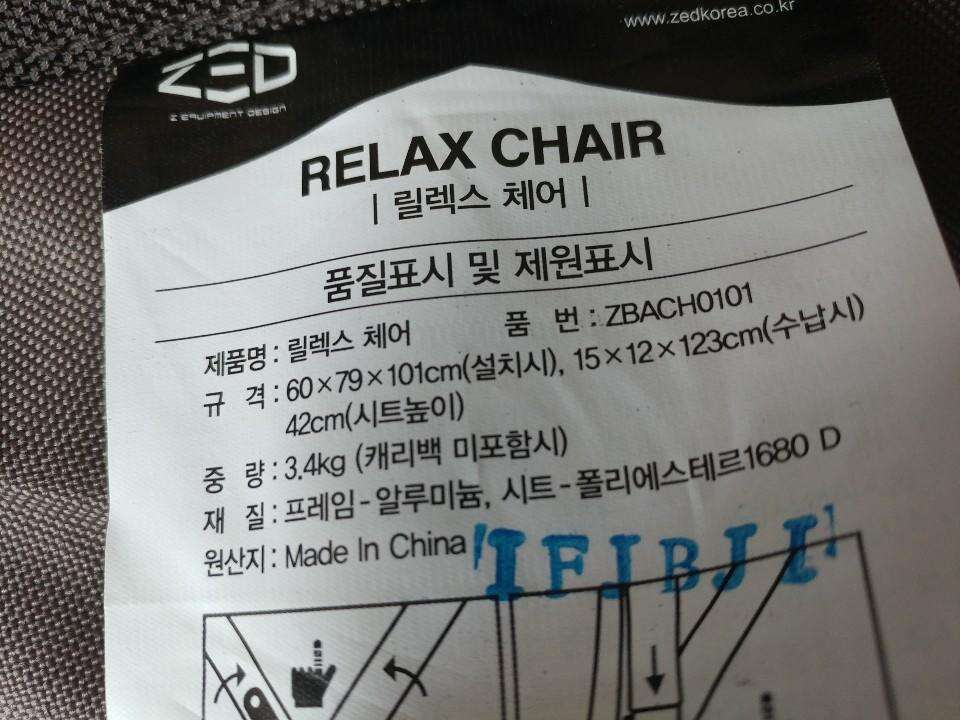 www.zedkorea.co.kr
ZED
Z EQUIPMENT DESIGN
RELAX CHAIR
| 릴렉스 체어 |
품질표시 및 제원표시
제품명 : 릴렉스 체어 품 번 : ZBACH0101
규 격 : 60×79×101cm(설치시), 15×12×123cm(수납시)
42cm(시트높이)
중 량 : 3.4kg (캐리백 미포함시)
재 질 : 프레임-알루미늄, 시트-폴리에스테르1680 D
원산지 : Made In China